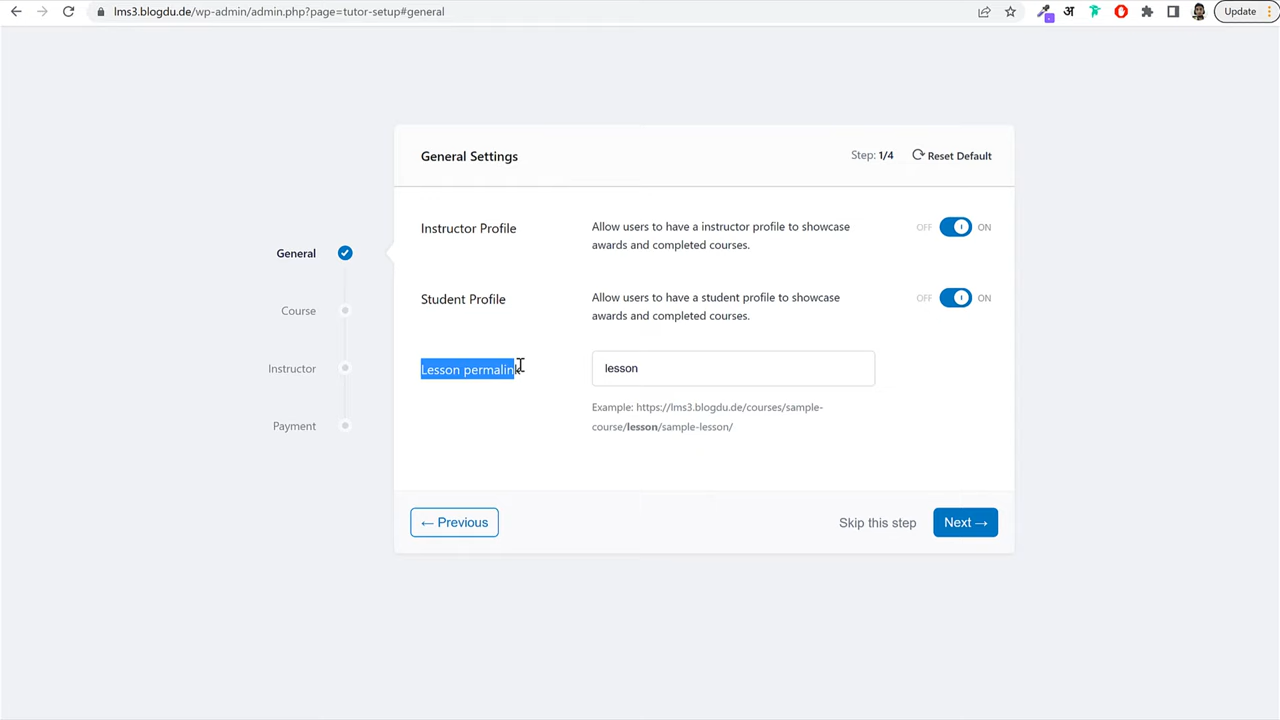 lms3.blogdu.de/wp-admin/admin.php?page=tutor-setup#general
अ
Update
General Settings
Step: 1/4
Reset Default
Instructor Profile
Allow users to have a instructor profile to showcase
awards and completed courses.
OFF
ON
General
Student Profile
Allow users to have a student profile to showcase
awards and completed courses.
OFF
ON
Course
Instructor
Lesson permalink
lesson
Example: https://lms3.blogdu.de/courses/sample-
course/lesson/sample-lesson/
Payment
← Previous
Skip this step
Next →